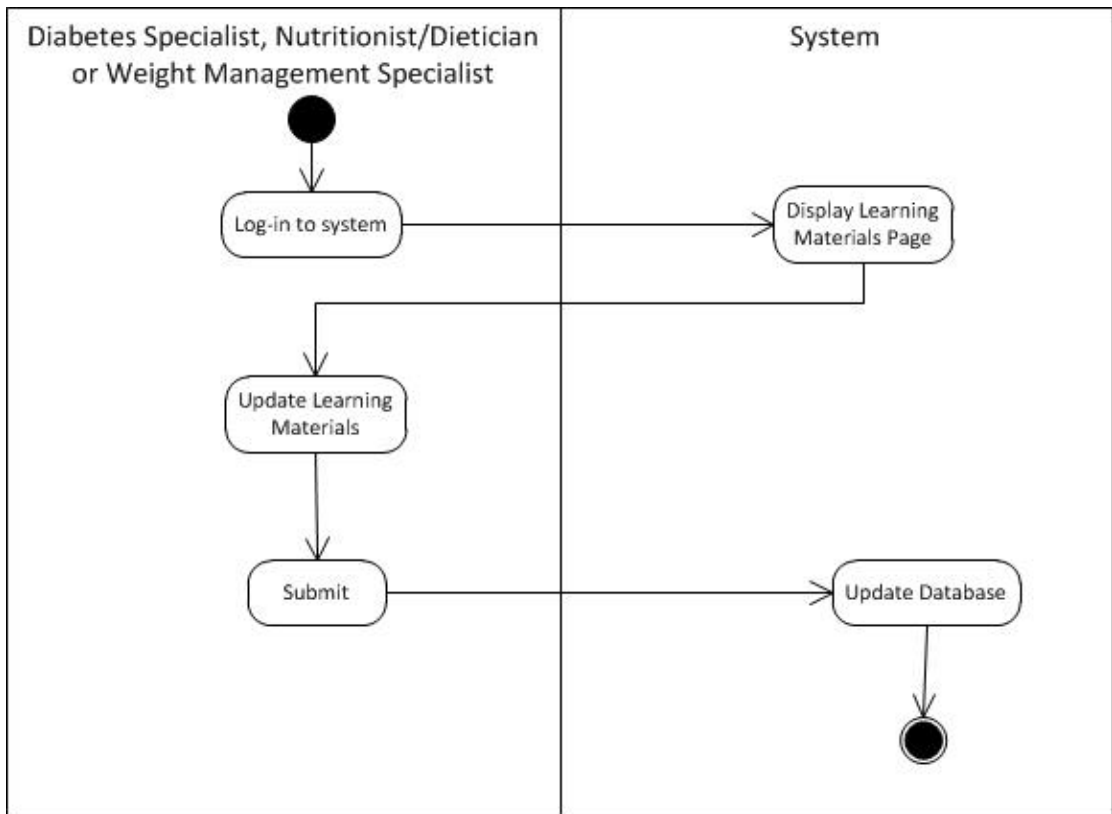 Diabetes Specialist, Nutritionist/Dietician
or Weight Management Specialist
System
Log-in to system
Display Learning
Materials Page
Update Learning
Materials
Submit
Update Database